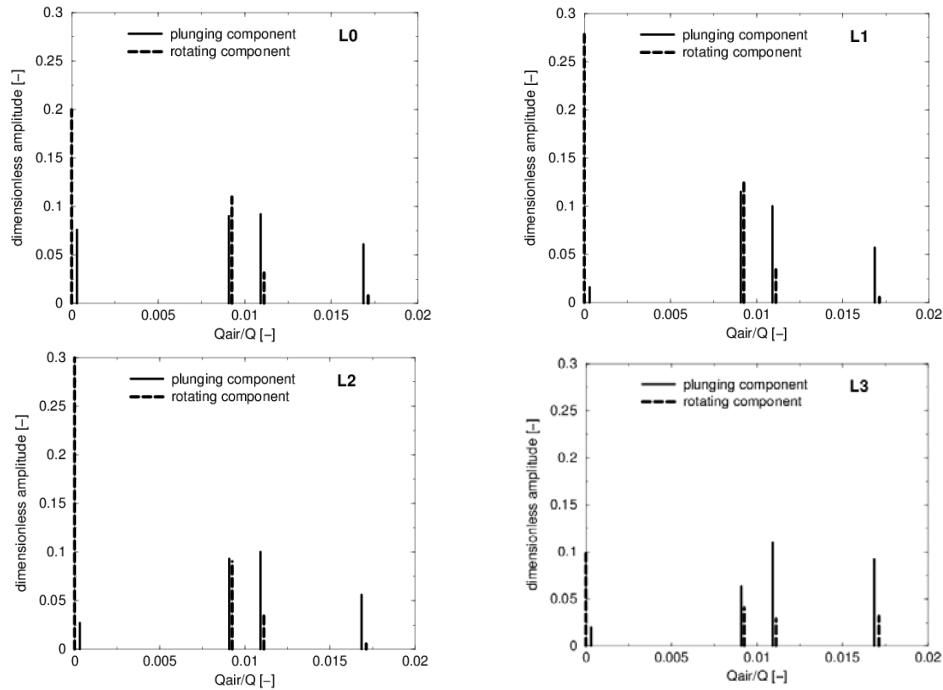 L0
plunging component
rotating component
dimensionless amplitude [−]
0.3
0.25
0.2
0.15
0.1
0.05
0
0 0.005 0.01 0.015 0.02
Qair/Q [−]
L1
plunging component
rotating component
dimensionless amplitude [−]
0.3
0.25
0.2
0.15
0.1
0.05
0
0 0.005 0.01 0.015 0.02
Qair/Q [−]
L2
plunging component
rotating component
dimensionless amplitude [−]
0.3
0.25
0.2
0.15
0.1
0.05
0
0 0.005 0.01 0.015 0.02
Qair/Q [−]
L3
plunging component
rotating component
dimensionless amplitude [−]
0.3
0.25
0.2
0.15
0.1
0.05
0
0 0.005 0.01 0.015 0.02
Qair/Q [−]